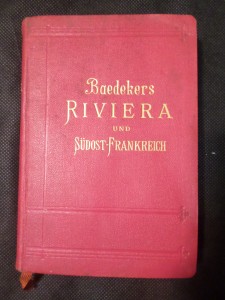 Baedekers
RIVIERA
UND
SÜDOST-FRANKREICH